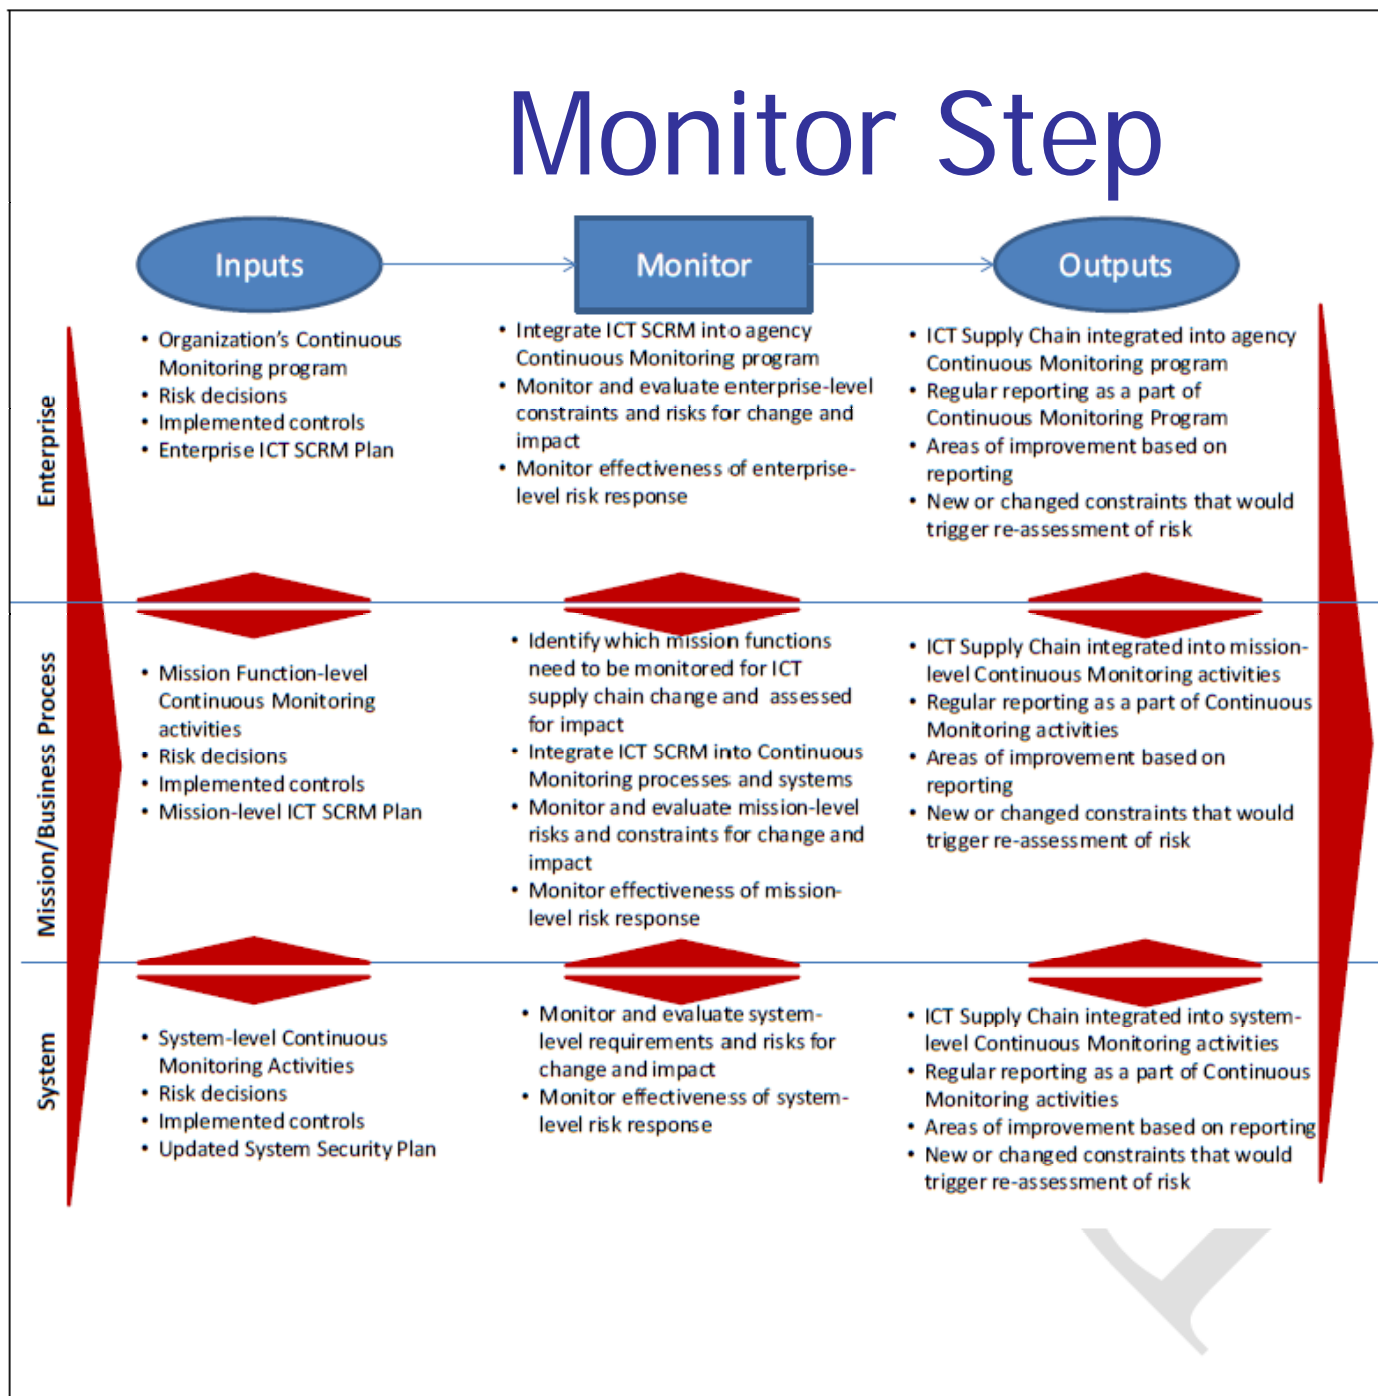 Monitor Step
Inputs
Monitor
Outputs
Enterprise
• Organization's Continuous
Monitoring program
• Risk decisions
• Implemented controls
• Enterprise ICT SCRM Plan
• Integrate ICT SCRM into agency
Continuous Monitoring program
• Monitor and evaluate enterprise-level
constraints and risks for change and
impact
• Monitor effectiveness of enterprise-
level risk response
• ICT Supply Chain integrated into agency
Continuous Monitoring program
• Regular reporting as a part of
Continuous Monitoring Program
• Areas of improvement based on
reporting
• New or changed constraints that would
trigger re-assessment of risk
Mission/Business Process
• Mission Function-level
Continuous Monitoring
activities
• Risk decisions
• Implemented controls
• Mission-level ICT SCRM Plan
• Identify which mission functions
need to be monitored for ICT
supply chain change and assessed
for impact
• Integrate ICT SCRM into Continuous
Monitoring processes and systems
• Monitor and evaluate mission-level
risks and constraints for change and
impact
• Monitor effectiveness of mission-
level risk response
• ICT Supply Chain integrated into mission-
level Continuous Monitoring activities
• Regular reporting as a part of Continuous
Monitoring activities
• Areas of improvement based on
reporting
• New or changed constraints that would
trigger re-assessment of risk
System
• System-level Continuous
Monitoring Activities
• Risk decisions
• Implemented controls
• Updated System Security Plan
• Monitor and evaluate system-
level requirements and risks for
change and impact
• Monitor effectiveness of system-
level risk response
• ICT Supply Chain integrated into system-
level Continuous Monitoring activities
• Regular reporting as a part of Continuous
Monitoring activities
• Areas of improvement based on reporting
• New or changed constraints that would
trigger re-assessment of risk